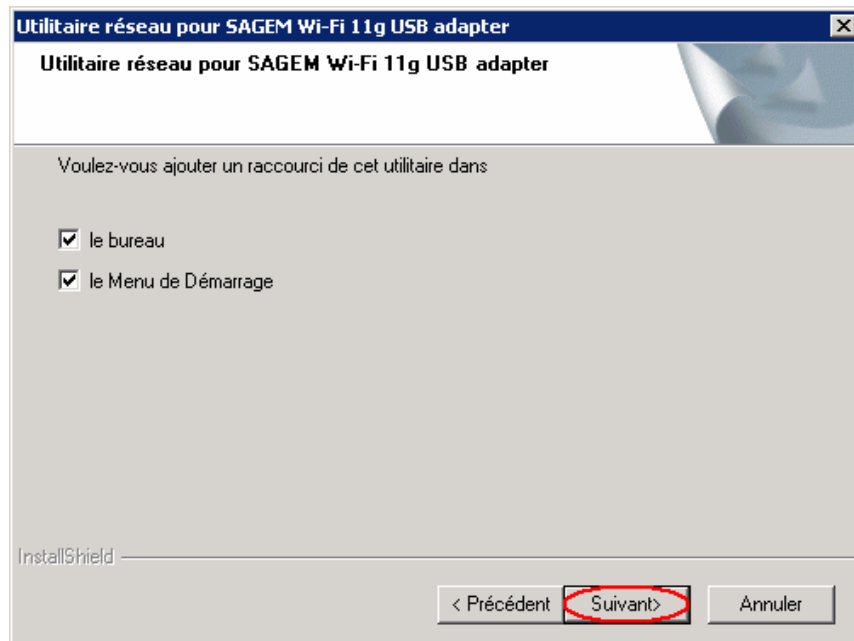 Utilitaire réseau pour SAGEM Wi-Fi 11g USB adapter
Utilitaire réseau pour SAGEM Wi-Fi 11g USB adapter
Voulez-vous ajouter un raccourci de cet utilitaire dans
le bureau
le Menu de Démarrage
InstallShield
< Précédent Suivant> Annuler